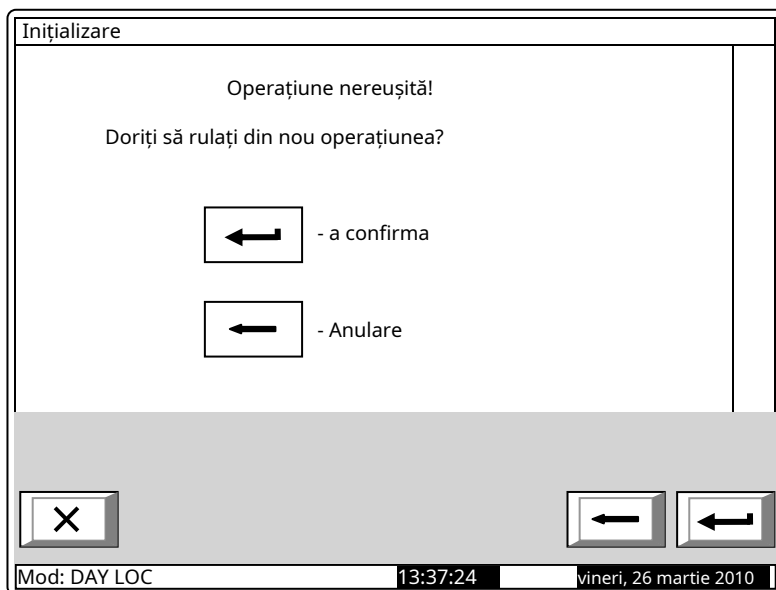 Inițializare
Operațiune nereușită!
Doriți să rulați din nou operațiunea?
- a confirma
- Anulare
Mod: DAY LOC 13:37:24 vineri, 26 martie 2010